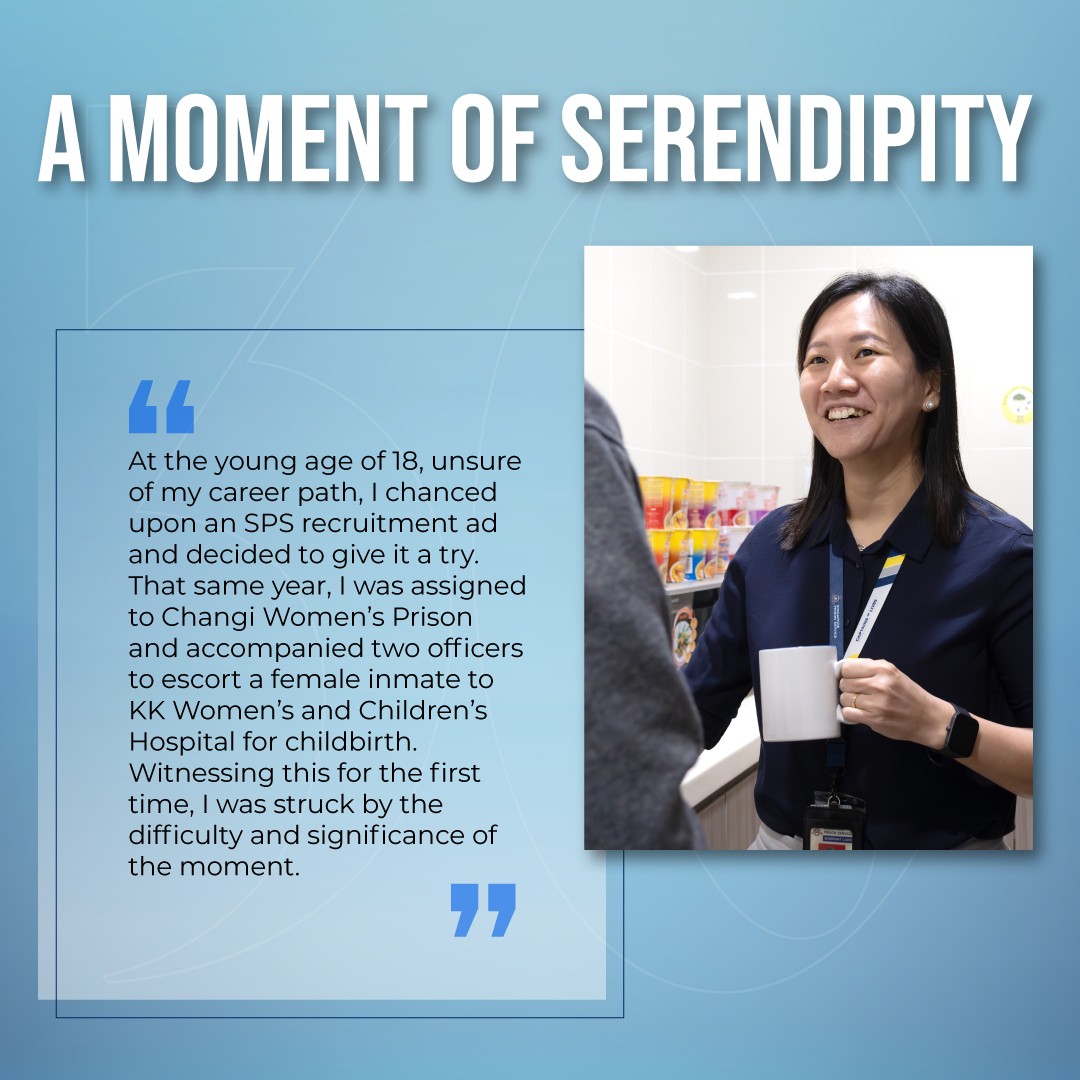 A MOMENT OF SERENDIPITY
At the young age of 18, unsure
of my career path, I chanced
upon an SPS recruitment ad
and decided to give it a try.
That same year, I was assigned
to Changi Women’s Prison
and accompanied two officers
to escort a female inmate to
KK Women’s and Children’s
Hospital for childbirth.
Witnessing this for the first
time, I was struck by the
difficulty and significance of
the moment.